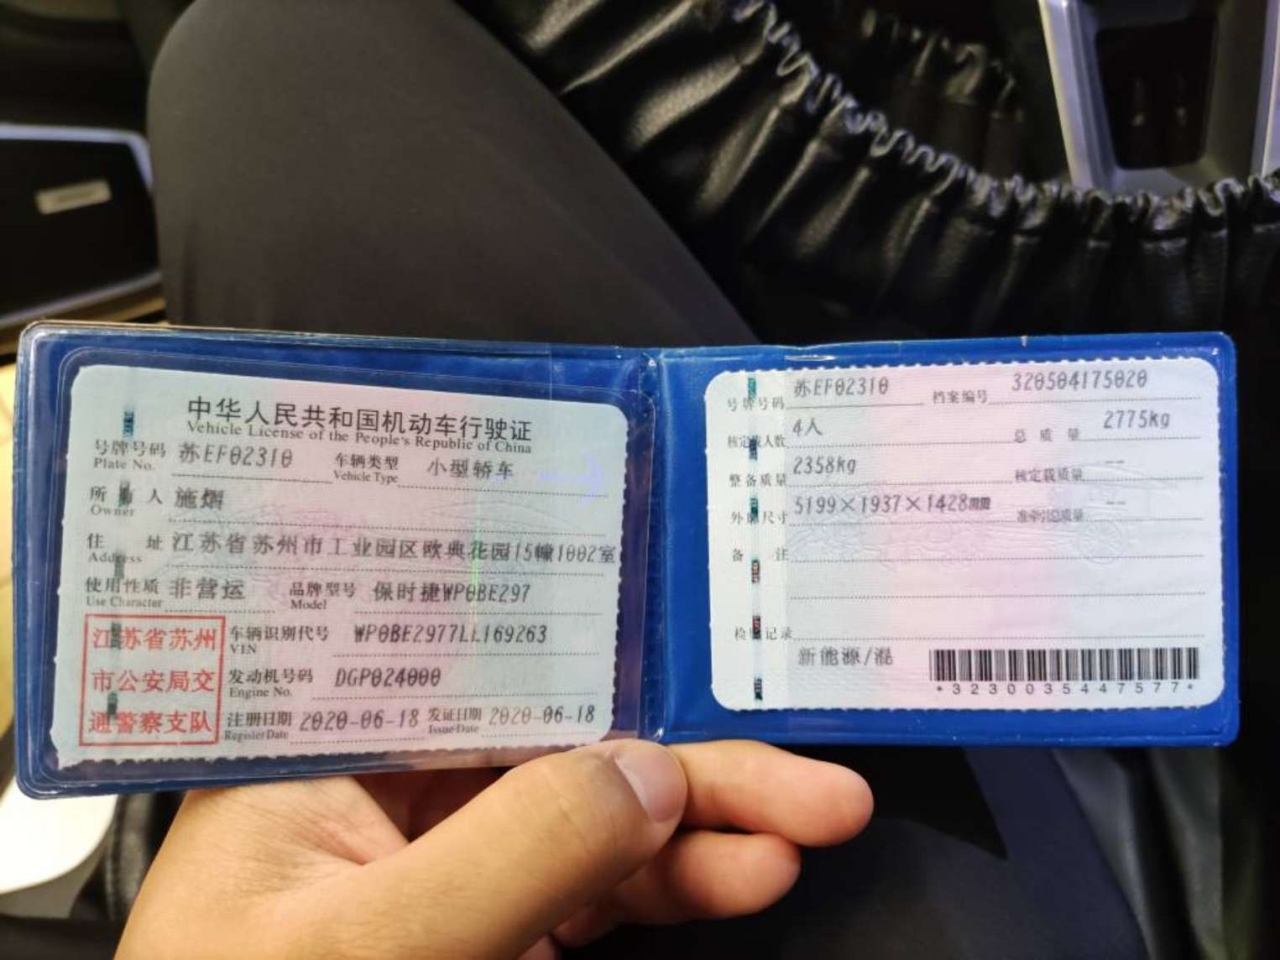 中华人民共和国机动车行驶证
Vehicle License of the People's Republic of China
号牌号码 苏EF02310 车辆类型 小型轿车
Plate No. Vehicle Type
所有人 施熠
Owner
住址 江苏省苏州市工业园区欧典花园15幢1002室
Address
使用性质 非营运 品牌型号 保时捷WP0BE297
Use Character Model
江苏省苏州
市公安局交
通警察支队
车辆识别代号 WP0BE2977LL169263
VIN
发动机号码 DGP024000
Engine No.
注册日期 2020-06-18 发证日期 2020-06-18
Register Date Issue Date
号牌号码 苏EF02310 档案编号 320504175020
核定载人数 4人 总质量 2775kg
整备质量 2358kg 核定载质量 --
外廓尺寸 5199×1937×1428mm 准牵引总质量 --
备注
检验记录
新能源/混
*3230035447577*